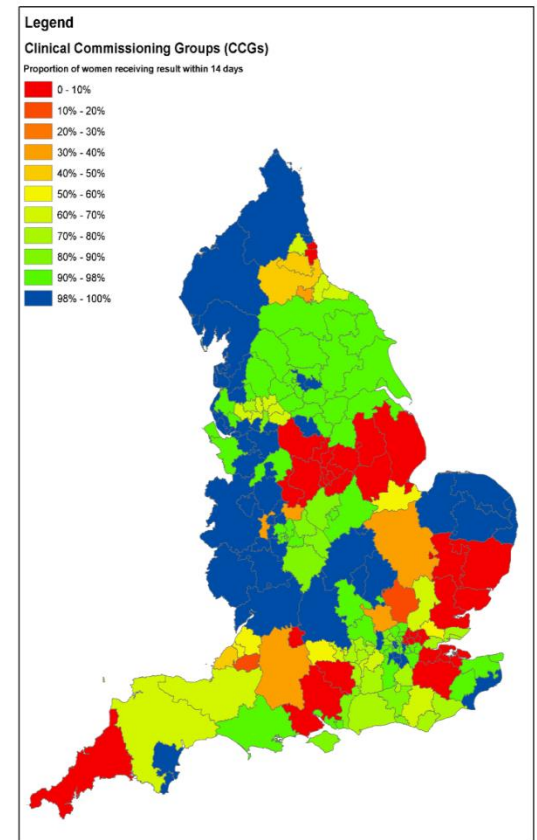 Legend
Clinical Commissioning Groups (CCGs)
Proportion of women receiving result within 14 days
0 - 10%
10% - 20%
20% - 30%
30% - 40%
40% - 50%
50% - 60%
60% - 70%
70% - 80%
80% - 90%
90% - 98%
98% - 100%